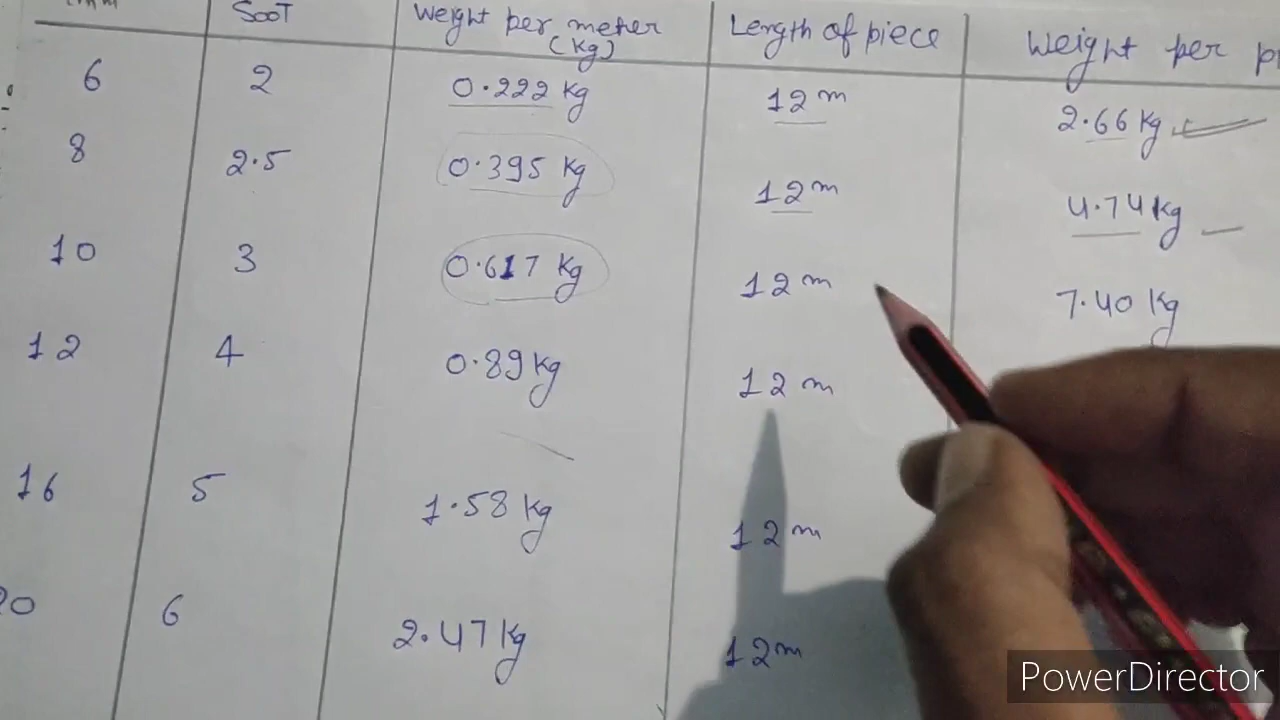 SooT Weight per meter (Kg) Length of piece Weight per
6 2 0.222 Kg 12 m 2.66 Kg
8 2.5 0.395 Kg 12 m 4.74 Kg
10 3 0.617 Kg 12 m 7.40 Kg
12 4 0.89 Kg 12 m
16 5 1.58 Kg 12 m
20 6 2.47 Kg 12 m
PowerDirector